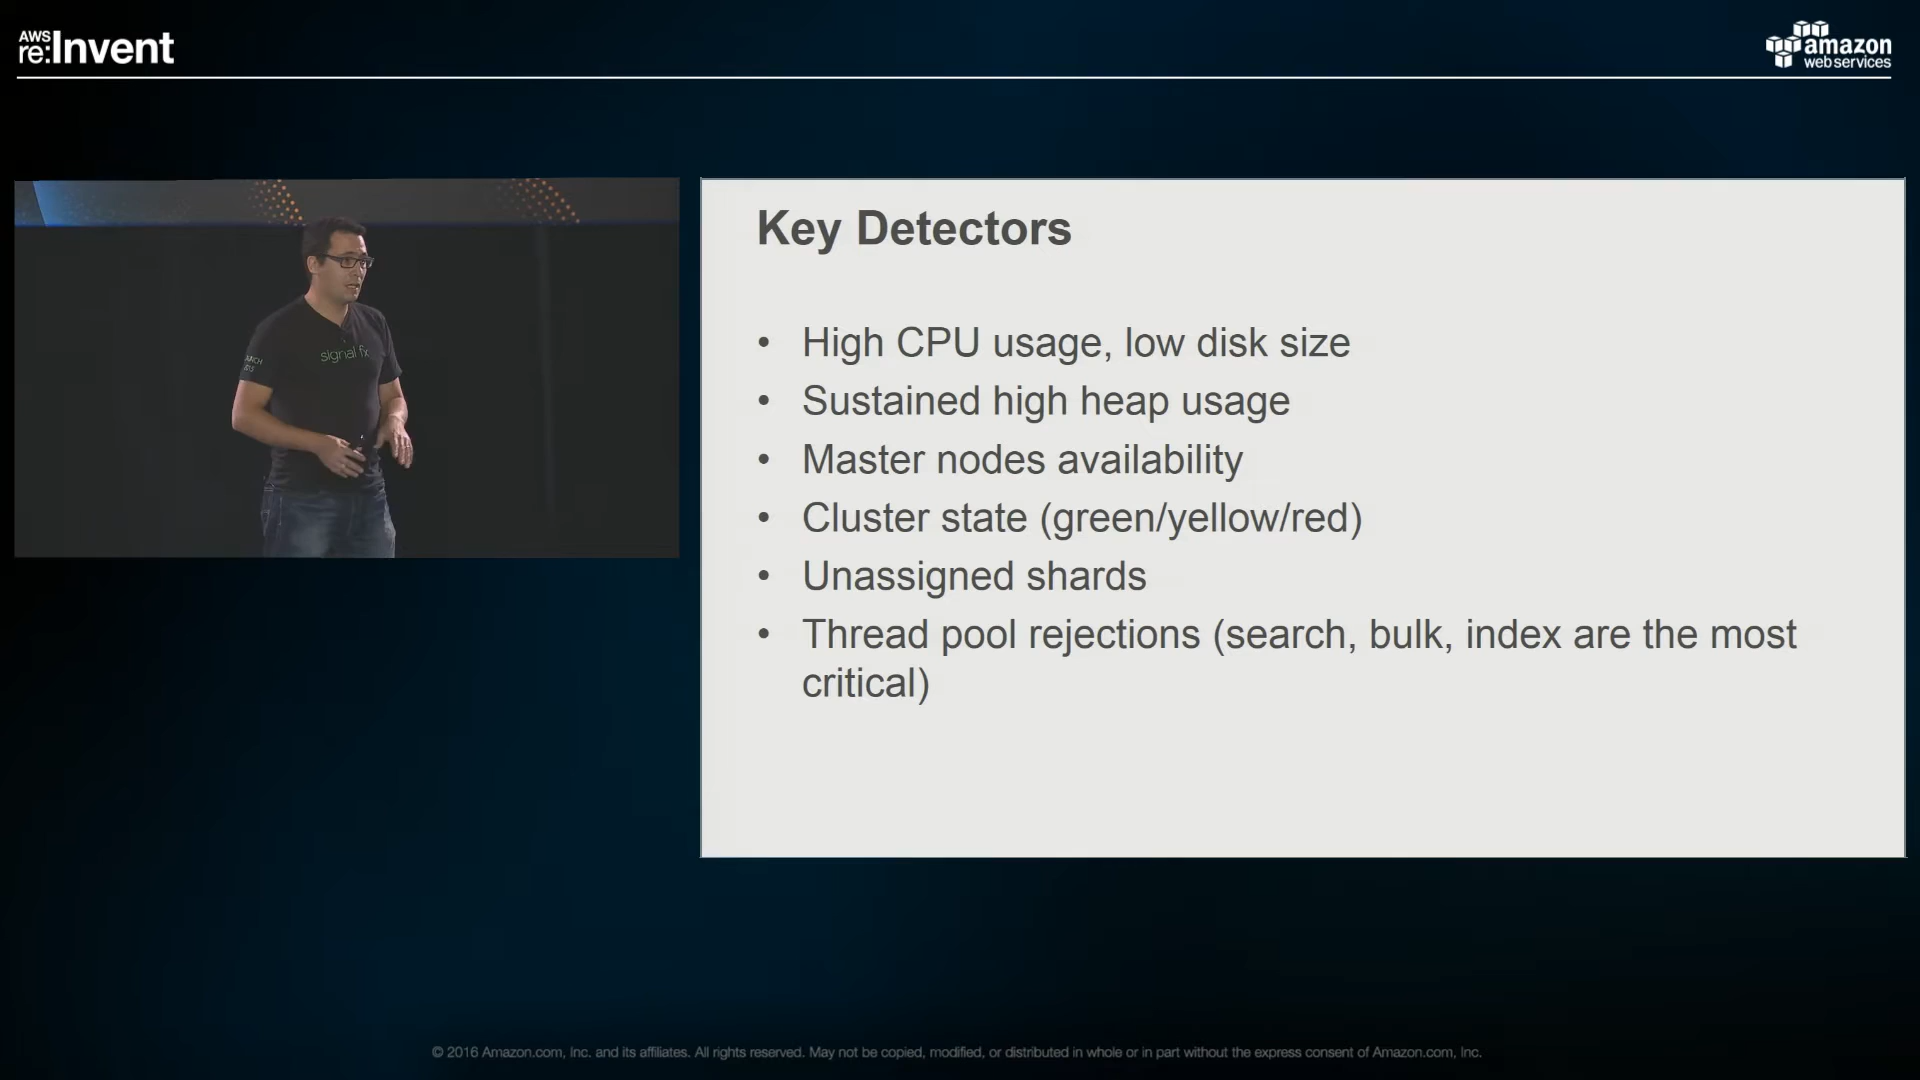 AWS
re:Invent
amazon
web services
signal fx
Key Detectors
• High CPU usage, low disk size
• Sustained high heap usage
• Master nodes availability
• Cluster state (green/yellow/red)
• Unassigned shards
• Thread pool rejections (search, bulk, index are the most
critical)
© 2016 Amazon.com, Inc. and its affiliates. All rights reserved. May not be copied, modified, or distributed in whole or in part without the express consent of Amazon.com, Inc.